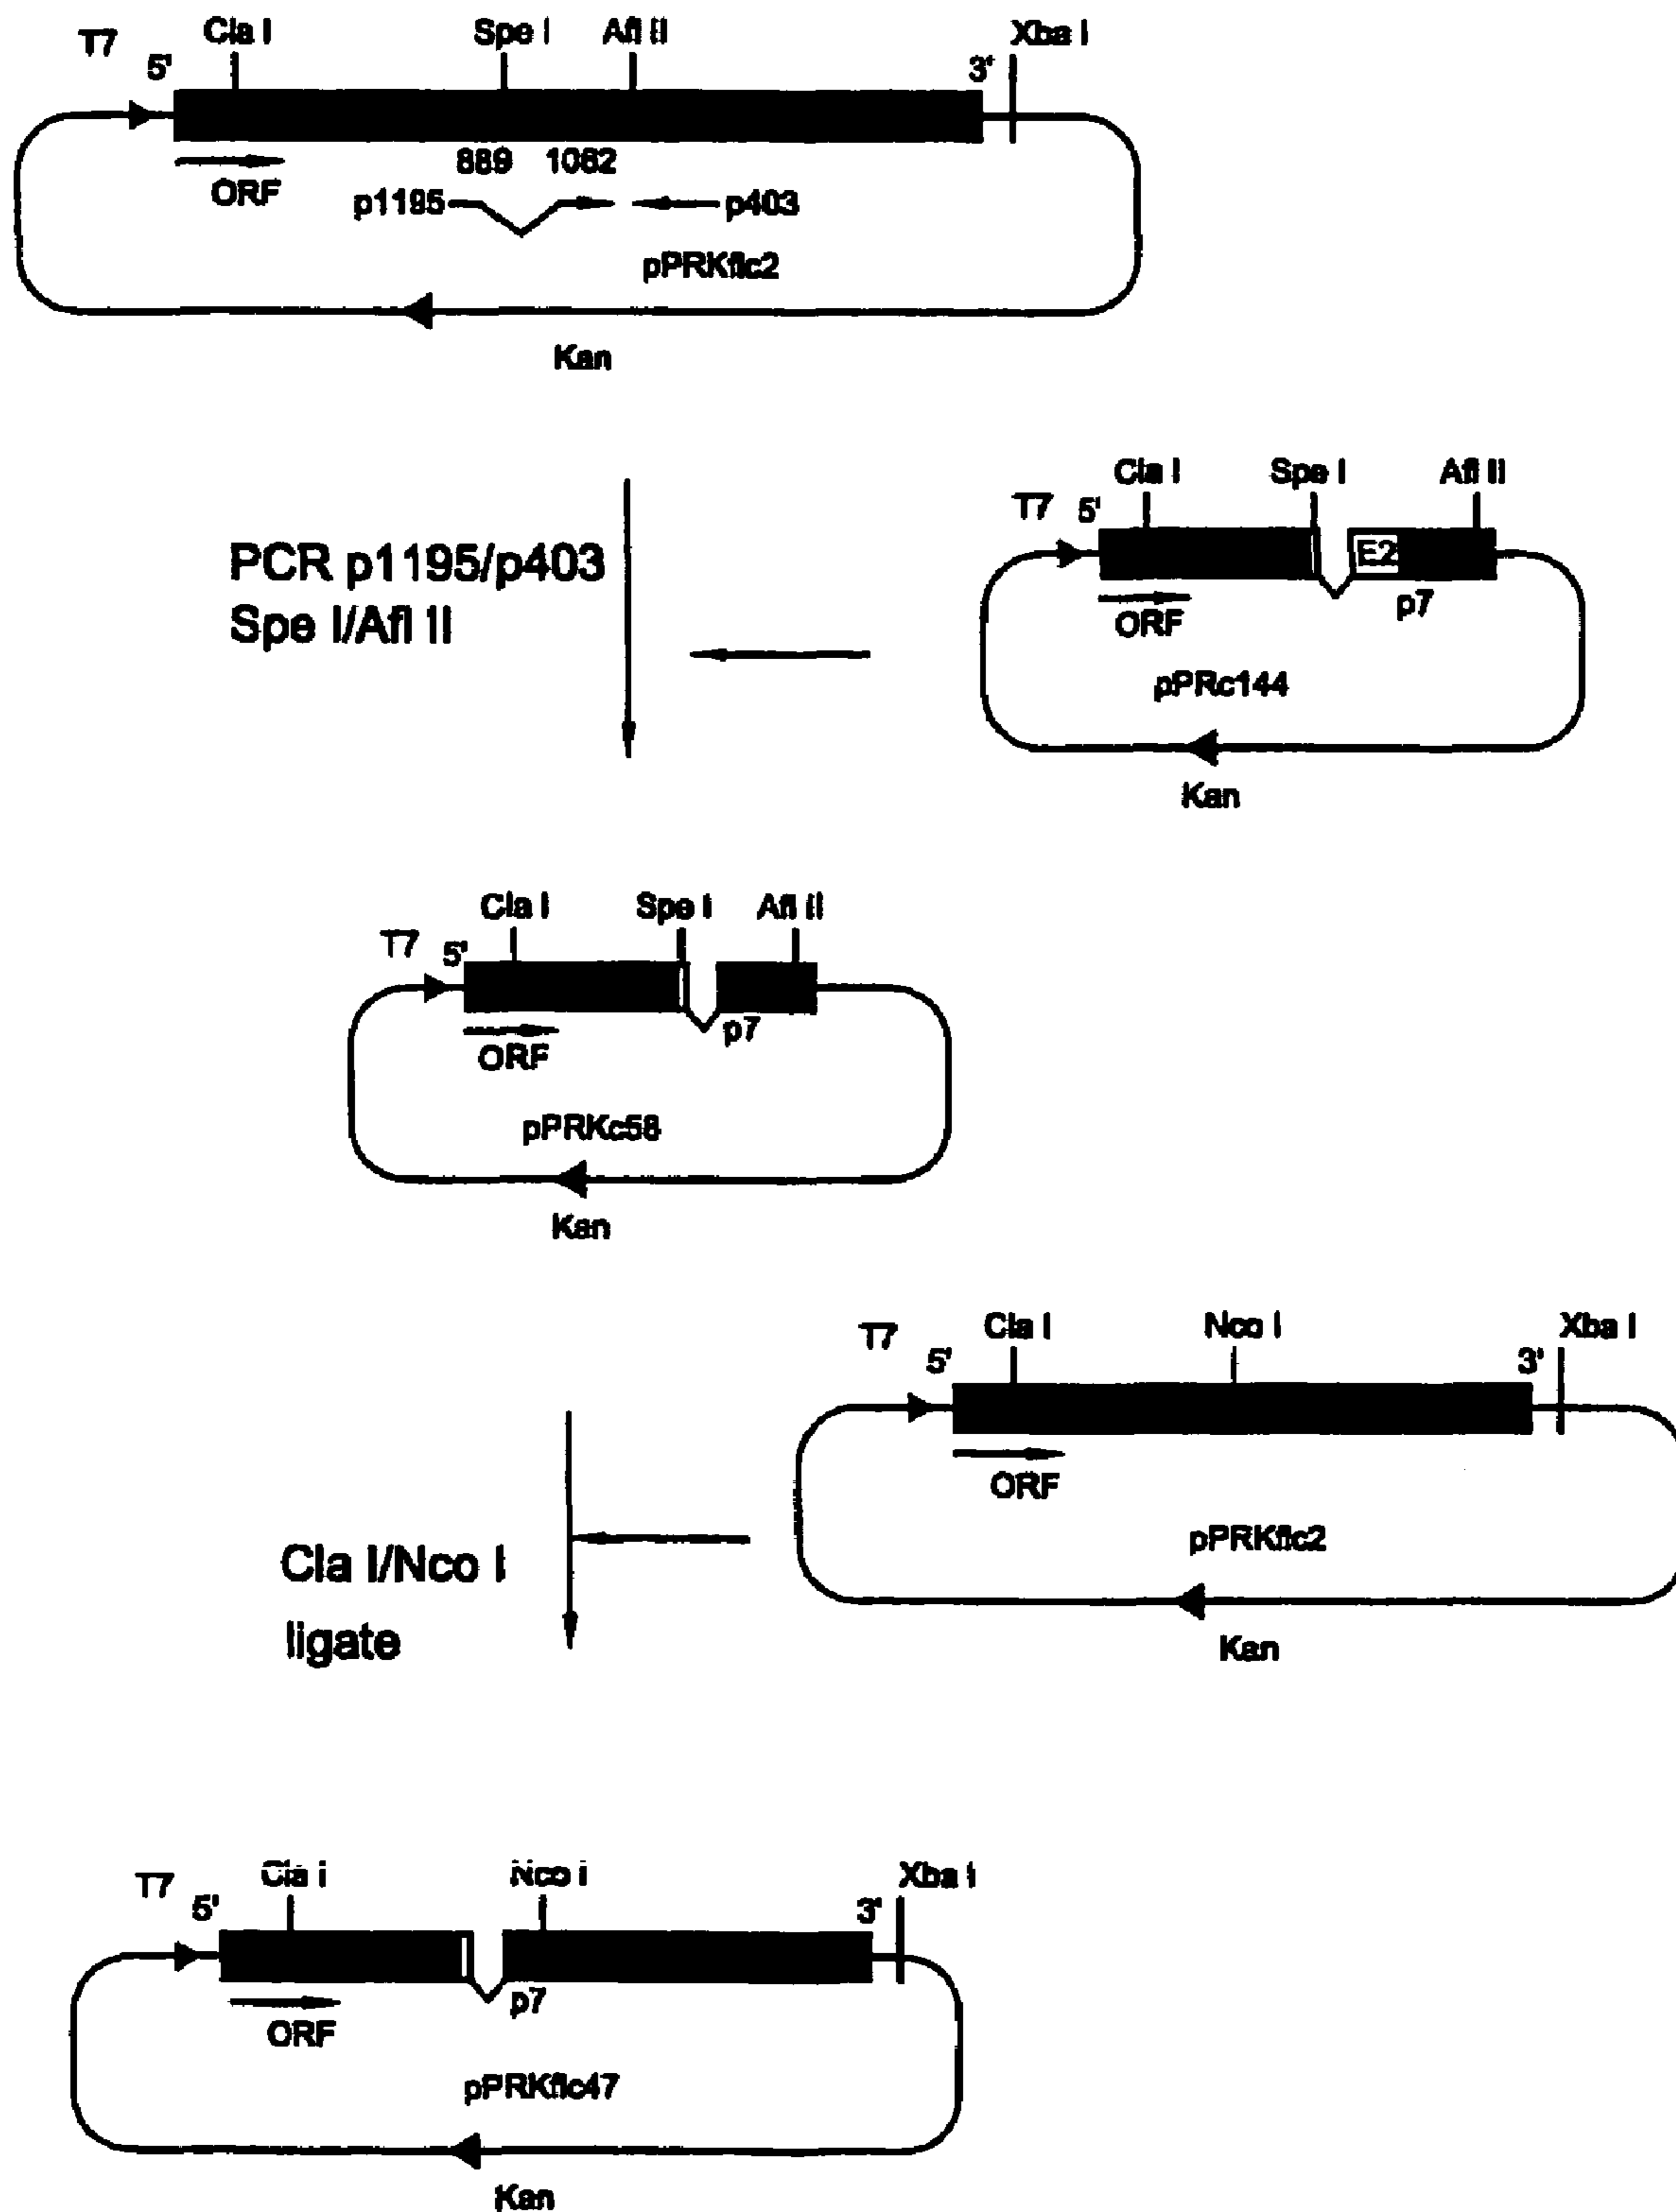 T7
5'
Cla I
Spe I
Afl II
3'
Xba I
ORF
889
1062
p1195
p403
pPRKflc2
Kan
PCR p1195/p403
Spe I/Afl II
T7
5'
Cla I
Spe I
Afl II
E2
ORF
p7
pPRc144
Kan
T7
5'
Cla I
Spe I
Afl II
ORF
p7
pPRKc58
Kan
T7
5'
Cla I
Nco I
3'
Xba I
ORF
pPRKflc2
Kan
Cla I/Nco I
ligate
T7
5'
Cla I
Nco I
3'
Xba I
ORF
p7
pPRKflc47
Kan